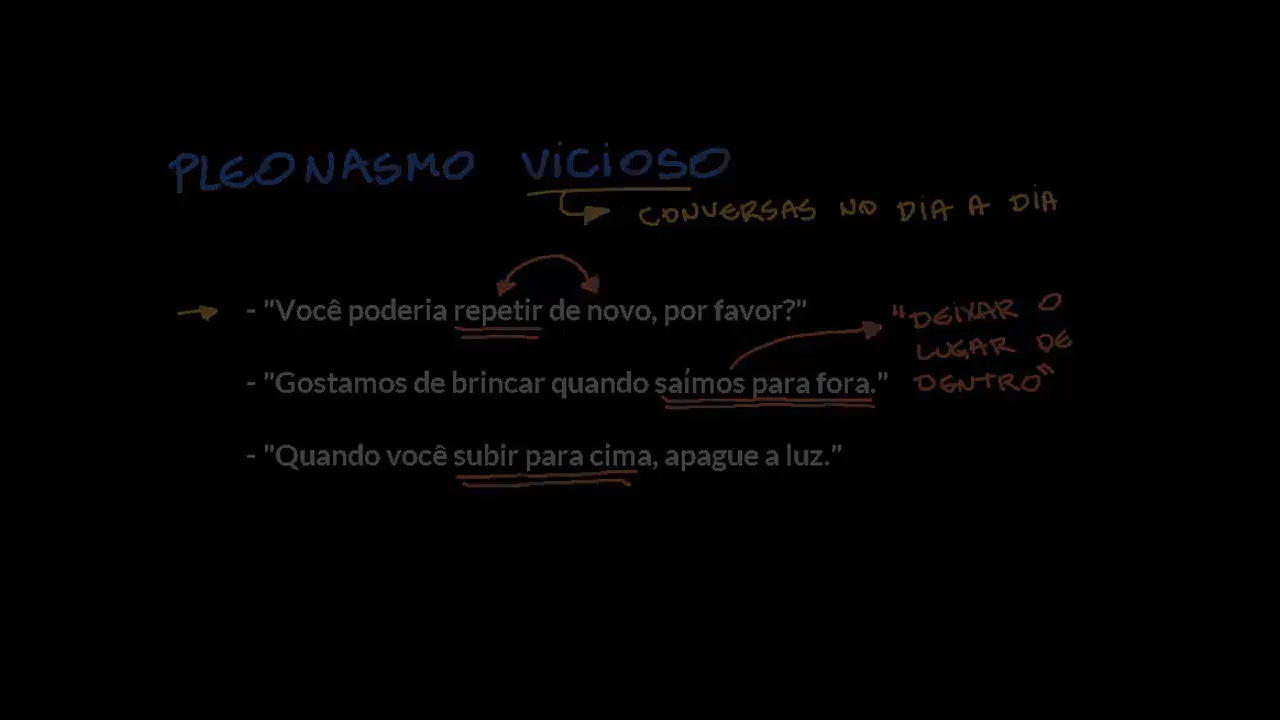 PLEONASMO VICIOSO
CONVERSAS NO DIA A DIA
- "Você poderia repetir de novo, por favor?"
"DEIXAR O
LUGAR DE
DENTRO"
- "Gostamos de brincar quando saímos para fora."
- "Quando você subir para cima, apague a luz."